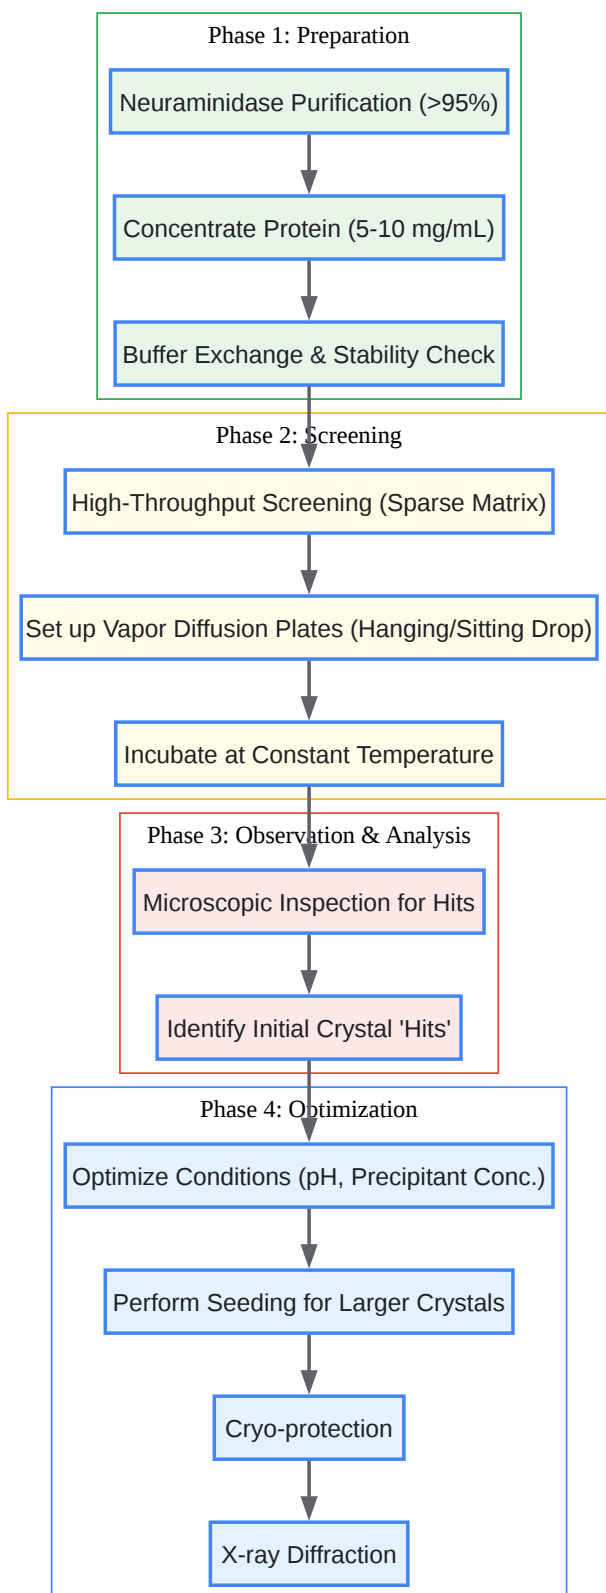 Phase 1: Preparation
Neuraminidase Purification (>95%)
Concentrate Protein (5-10 mg/mL)
Buffer Exchange & Stability Check
Phase 2: Screening
High-Throughput Screening (Sparse Matrix)
Set up Vapor Diffusion Plates (Hanging/Sitting Drop)
Incubate at Constant Temperature
Phase 3: Observation & Analysis
Microscopic Inspection for Hits
Identify Initial Crystal 'Hits'
Phase 4: Optimization
Optimize Conditions (pH, Precipitant Conc.)
Perform Seeding for Larger Crystals
Cryo-protection
X-ray Diffraction